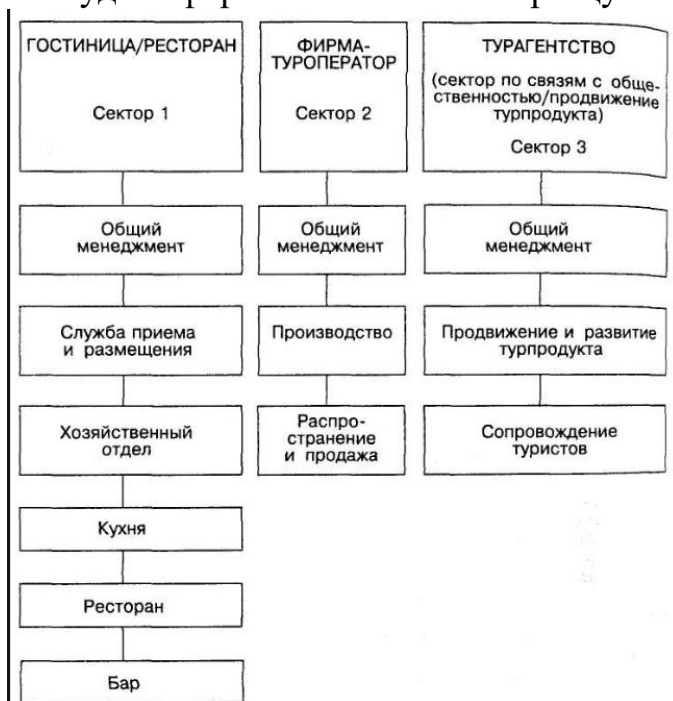 ГОСТИНИЦА/РЕСТОРАН
Сектор 1
Общий
менеджмент
Служба приема
и размещения
Хозяйственный
отдел
Кухня
Ресторан
Бар
ФИРМА-
ТУРОПЕРАТОР
Сектор 2
Общий
менеджмент
Производство
Распро-
странение
и продажа
ТУРАГЕНТСТВО
(сектор по связям с обще-
ственностью/продвижение
турпродукта)
Сектор 3
Общий
менеджмент
Продвижение и развитие
турпродукта
Сопровождение
туристов